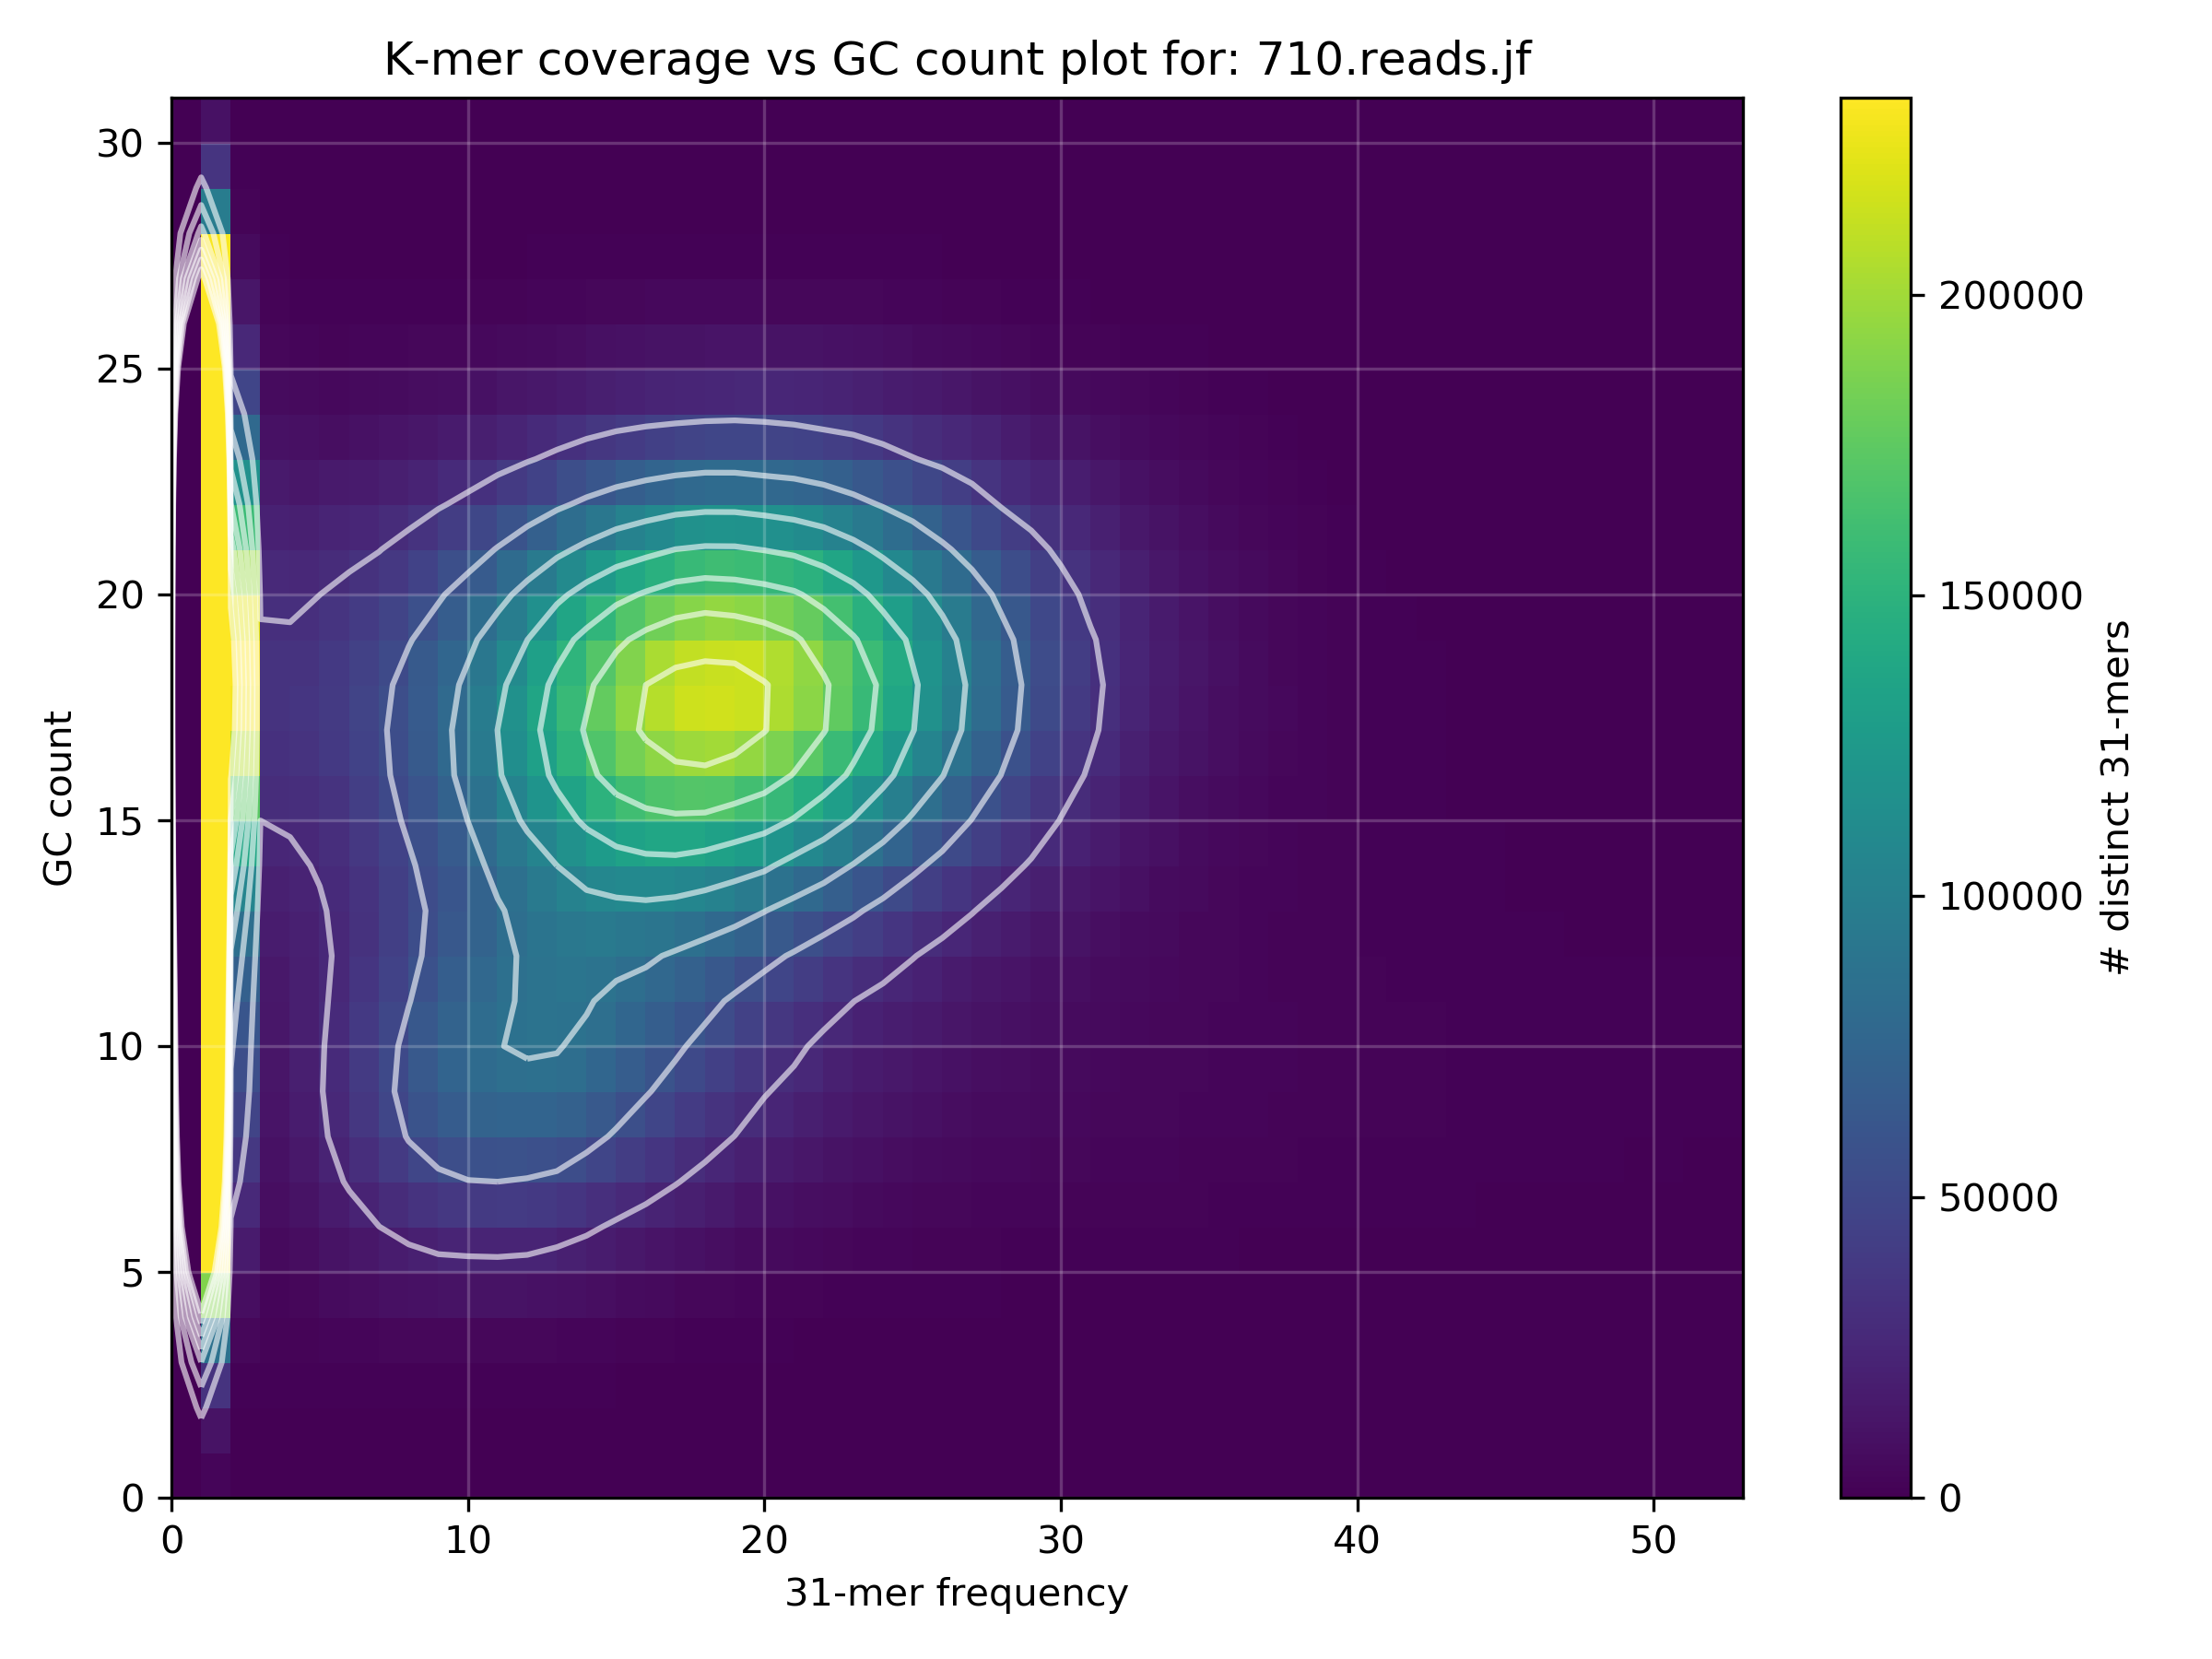 K-mer coverage vs GC count plot for: 710.reads.jf
30
25
20
15
10
5
0
GC count
0 10 20 30 40 50
31-mer frequency
200000
150000
100000
50000
0
# distinct 31-mers